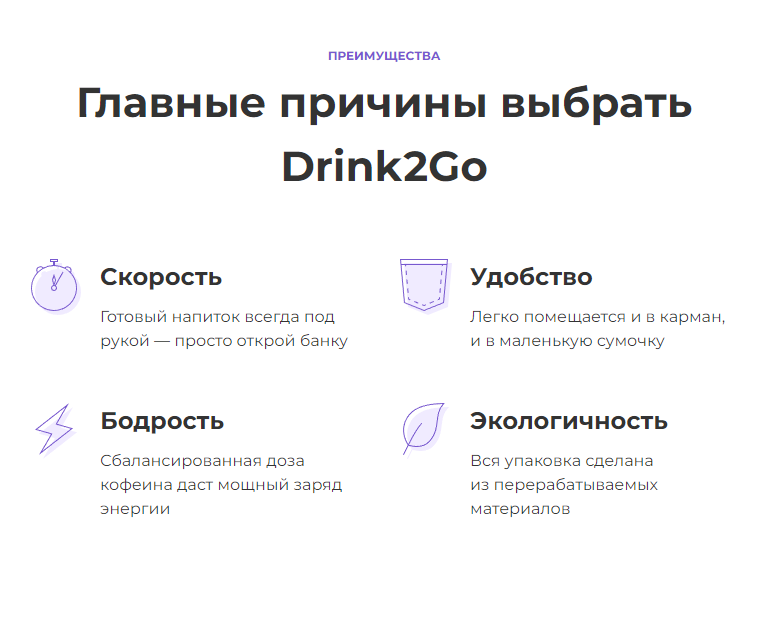 ПРЕИМУЩЕСТВА
Главные причины выбрать
Drink2Go
Скорость
Готовый напиток всегда под
рукой — просто открой банку
Удобство
Легко помещается и в карман,
и в маленькую сумочку
Бодрость
Сбалансированная доза
кофеина даст мощный заряд
энергии
Экологичность
Вся упаковка сделана
из перерабатываемых
материалов